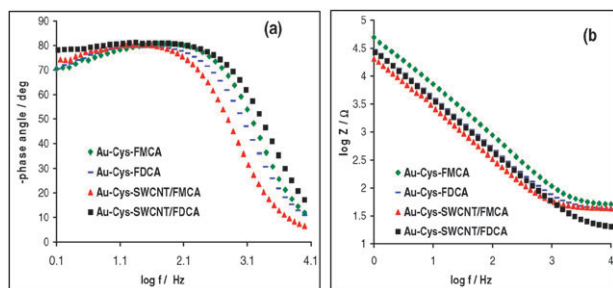 (a)
90
80
70
60
50
40
30
20
10
0
-phase angle / deg
Au-Cys-FMCA
Au-Cys-FDCA
Au-Cys-SWCNT/FMCA
Au-Cys-SWCNT/FDCA
0.1 1.1 2.1 3.1 4.1
log f / Hz
(b)
5
4.5
4
3.5
3
2.5
2
1.5
1
0.5
0
log Z / Ω
Au-Cys-FMCA
Au-Cys-FDCA
Au-Cys-SWCNT/FMCA
Au-Cys-SWCNT/FDCA
0 1 2 3 4
log f / Hz